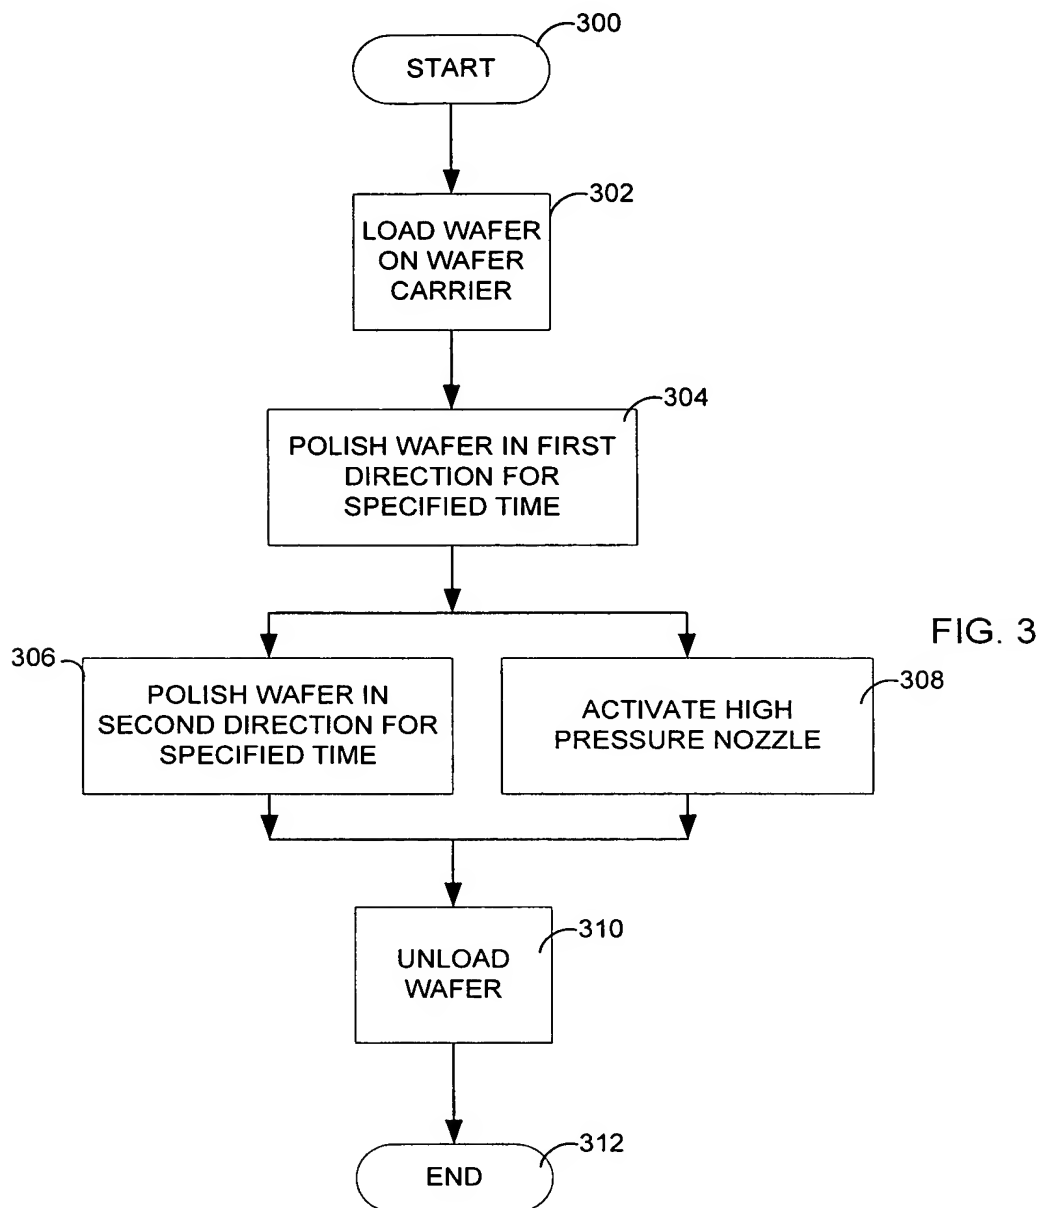 300
START
302
LOAD WAFER
ON WAFER
CARRIER
304
POLISH WAFER IN FIRST
DIRECTION FOR
SPECIFIED TIME
FIG. 3
306
POLISH WAFER IN
SECOND DIRECTION FOR
SPECIFIED TIME
308
ACTIVATE HIGH
PRESSURE NOZZLE
310
UNLOAD
WAFER
312
END